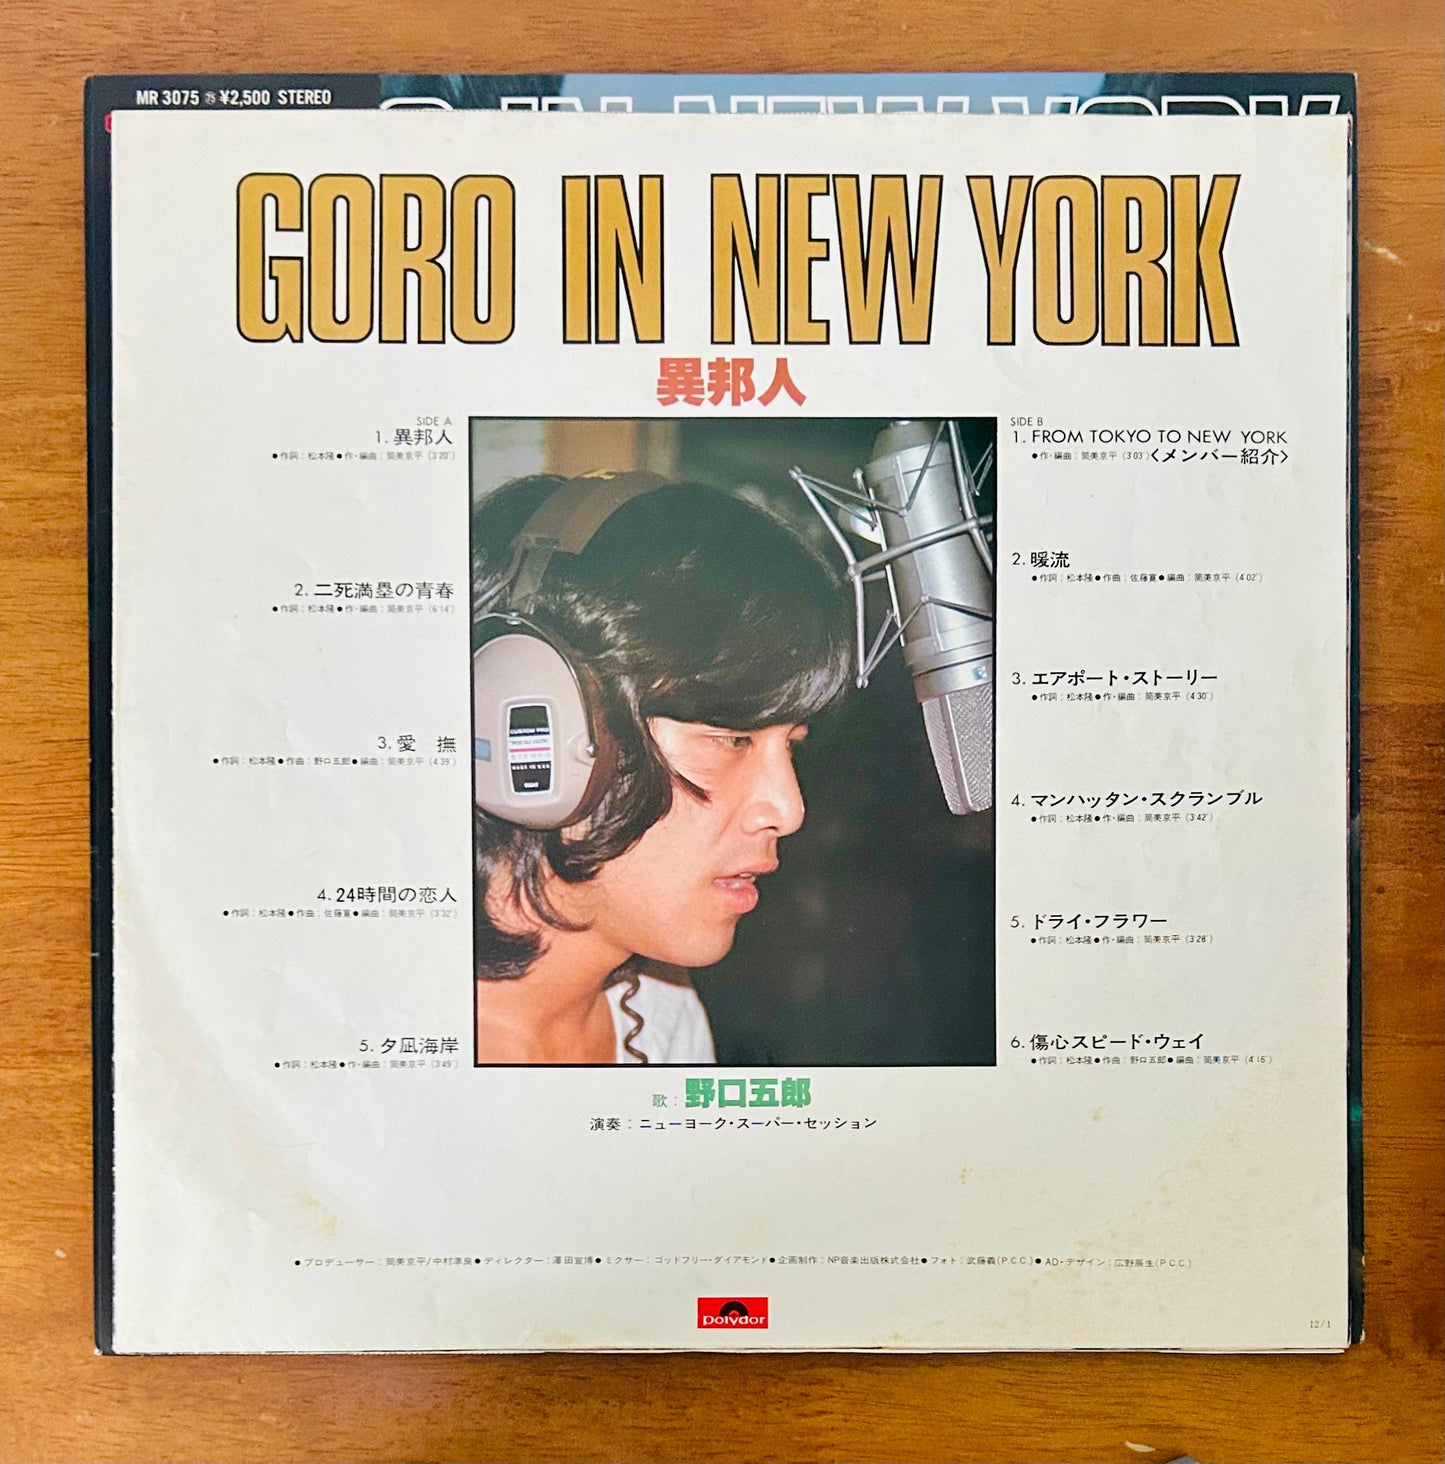 MR 3075 ㊆ ¥2,500 STEREO
IN NEW YORK
GORO IN NEW YORK
異邦人
SIDE A
1. 異邦人
●作詞：松本隆●作・編曲：筒美京平（3'20"）
2. 二死満塁の青春
●作詞：松本隆●作・編曲：筒美京平（6'14"）
3. 愛　撫
●作詞：松本隆●作曲：野口五郎●編曲：筒美京平（4'39"）
4. 24時間の恋人
●作詞：松本隆●作曲：佐藤寛●編曲：筒美京平（3'32"）
5. 夕凪海岸
●作詞：松本隆●作・編曲：筒美京平（3'49"）
SIDE B
1. FROM TOKYO TO NEW YORK
●作・編曲：筒美京平（3'03"）〈メンバー紹介〉
2. 暖流
●作詞：松本隆●作曲：佐藤寛●編曲：筒美京平（4'02"）
3. エアポート・ストーリー
●作詞：松本隆●作・編曲：筒美京平（4'30"）
4. マンハッタン・スクランブル
●作詞：松本隆●作・編曲：筒美京平（3'42"）
5. ドライ・フラワー
●作詞：松本隆●作・編曲：筒美京平（3'28"）
6. 傷心スピード・ウェイ
●作詞：松本隆●作曲：野口五郎●編曲：筒美京平（4'16"）
CUSTOM PRO
REALISTIC
STEREO
歌：野口五郎
演奏：ニューヨーク・スーパー・セッション
●プロデューサー：筒美京平/中村準良●ディレクター：澤田宣博●ミクサー：ゴッドフリー・ダイアモンド●企画制作：NP音楽出版株式会社●フォト：武藤義(P.C.C.)●AD・デザイン：広野展生(P.C.C.)
polydor
12/1